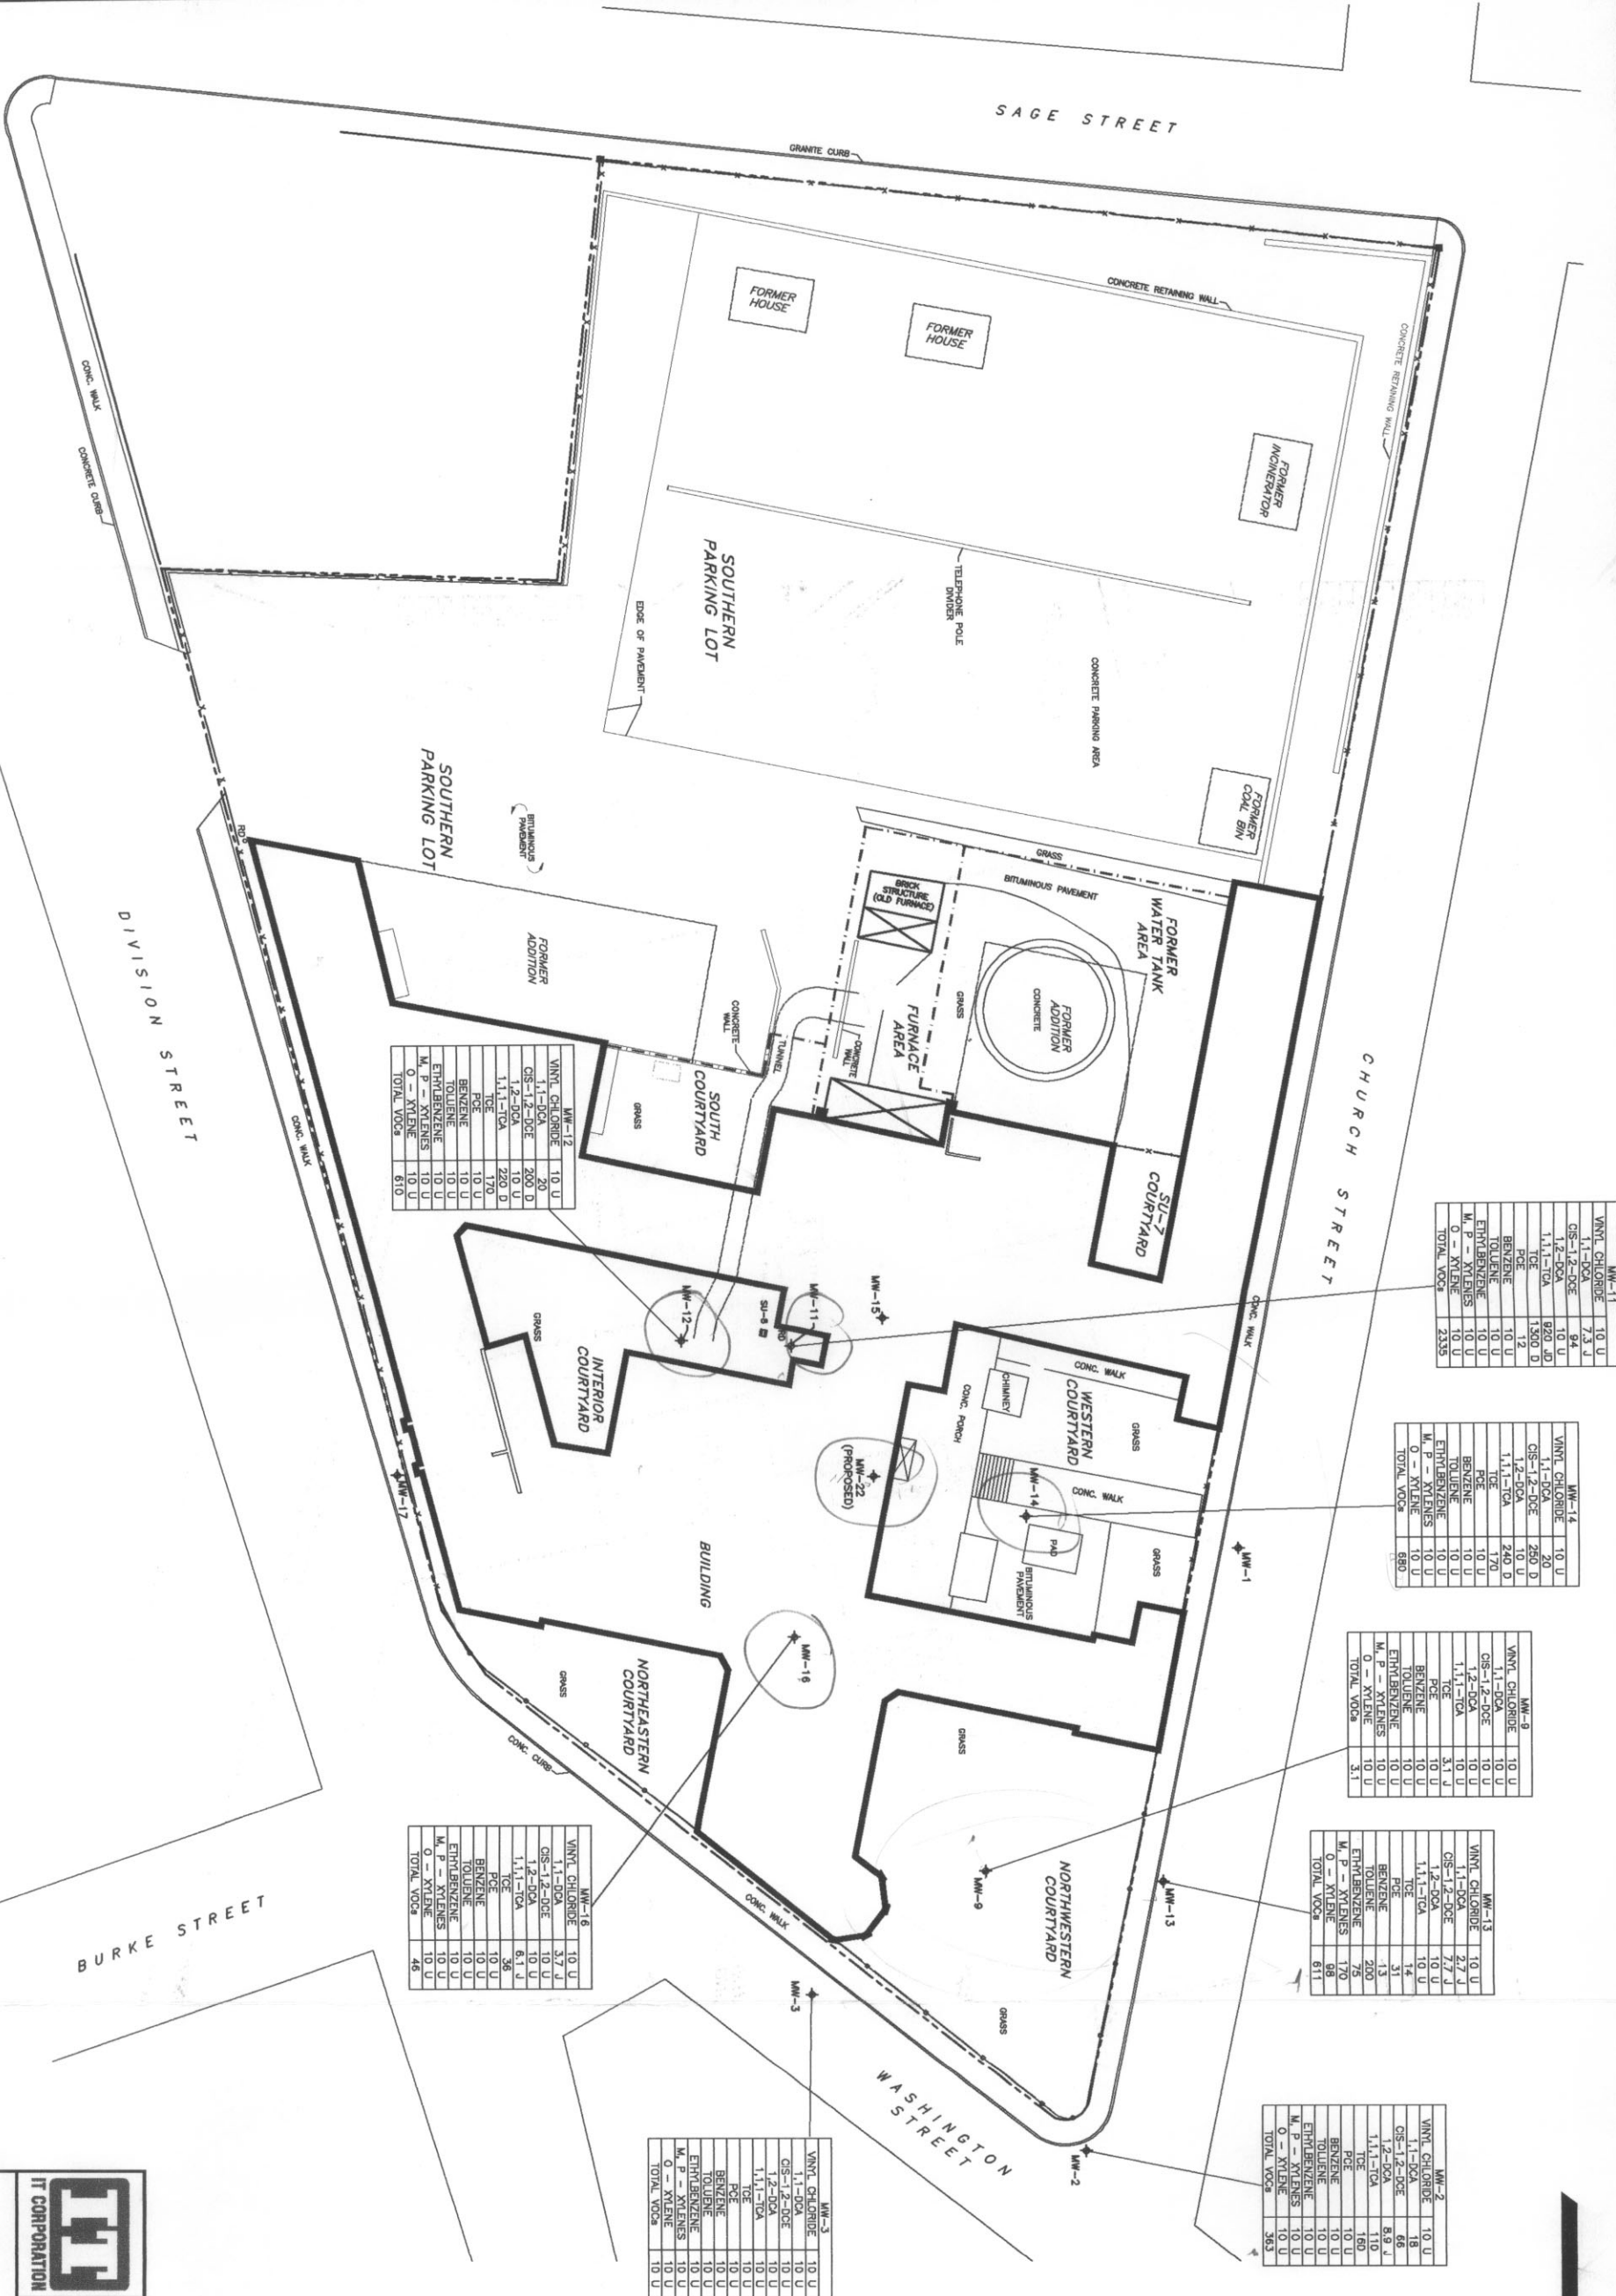 SAGE STREET
GRANITE CURB
CONCRETE RETAINING WALL
CONCRETE RETAINING WALL
FORMER
HOUSE
FORMER
HOUSE
FORMER
INCINERATOR
CONC. WALK
CONCRETE CURB
SOUTHERN
PARKING LOT
TELEPHONE POLE
DIVIDER
EDGE OF PAVEMENT
CONCRETE PARKING AREA
FORMER
COAL BIN
SOUTHERN
PARKING LOT
BITUMINOUS
PAVEMENT
RD
GRASS
BITUMINOUS PAVEMENT
BRICK
STRUCTURE
(OLD FURNACE)
FORMER
WATER TANK
AREA
FORMER
ADDITION
FORMER
ADDITION
CONCRETE
GRASS
FURNACE
AREA
CONCRETE
WALL
CONCRETE
WALL
TUNNEL
SOUTH
COURTYARD
GRASS
SU-7
COURTYARD
CHURCH STREET
DIVISION STREET
CONC. WALK
CONC. WALK
MW-12
VINYL CHLORIDE 10 U
1,1-DCA 20
CIS-1,2-DCE 200 D
1,2-DCA 10 U
1,1,1-TCA 220 D
TCE 170
PCE 10 U
BENZENE 10 U
TOLUENE 10 U
ETHYLBENZENE 10 U
M, P - XYLENES 10 U
O - XYLENE 10 U
TOTAL VOCs 610
MW-11
VINYL CHLORIDE 10 U
1,1-DCA 7.3 J
CIS-1,2-DCE 94
1,2-DCA 10 U
1,1,1-TCA 920 JD
TCE 1300 D
PCE 12
BENZENE 10 U
TOLUENE 10 U
ETHYLBENZENE 10 U
M, P - XYLENES 10 U
O - XYLENE 10 U
TOTAL VOCs 2335
MW-12
SU-8
MW-11
MW-15
GRASS
INTERIOR
COURTYARD
CONC. WALK
CHIMNEY
CONC. PORCH
WESTERN
COURTYARD
GRASS
MW-22
(PROPOSED)
MW-14
CONC. WALK
PAD
BITUMINOUS
PAVEMENT
GRASS
MW-1
MW-17
BUILDING
MW-14
VINYL CHLORIDE 10 U
1,1-DCA 20
CIS-1,2-DCE 250 D
1,2-DCA 10 U
1,1,1-TCA 240 D
TCE 170
PCE 10 U
BENZENE 10 U
TOLUENE 10 U
ETHYLBENZENE 10 U
M, P - XYLENES 10 U
O - XYLENE 10 U
TOTAL VOCs 680
MW-16
GRASS
NORTHEASTERN
COURTYARD
CONC. CURB
CONC. WALK
GRASS
MW-9
NORTHWESTERN
COURTYARD
GRASS
MW-13
MW-9
VINYL CHLORIDE 10 U
1,1-DCA 10 U
CIS-1,2-DCE 10 U
1,2-DCA 10 U
1,1,1-TCA 10 U
TCE 3.1 J
PCE 10 U
BENZENE 10 U
TOLUENE 10 U
ETHYLBENZENE 10 U
M, P - XYLENES 10 U
O - XYLENE 10 U
TOTAL VOCs 3.1
MW-13
VINYL CHLORIDE 10 U
1,1-DCA 2.7 J
CIS-1,2-DCE 7.7 J
1,2-DCA 10 U
1,1,1-TCA 10 U
TCE 14
PCE 31
BENZENE 13
TOLUENE 200
ETHYLBENZENE 75
M, P - XYLENES 170
O - XYLENE 98
TOTAL VOCs 611
MW-16
VINYL CHLORIDE 10 U
1,1-DCA 3.7 J
CIS-1,2-DCE 10 U
1,2-DCA 10 U
1,1,1-TCA 6.1 J
TCE 36
PCE 10 U
BENZENE 10 U
TOLUENE 10 U
ETHYLBENZENE 10 U
M, P - XYLENES 10 U
O - XYLENE 10 U
TOTAL VOCs 46
BURKE STREET
MW-3
WASHINGTON
STREET
MW-2
MW-2
VINYL CHLORIDE 10 U
1,1-DCA 18
CIS-1,2-DCE 66
1,2-DCA 8.9 J
1,1,1-TCA 110
TCE 160
PCE 10 U
BENZENE 10 U
TOLUENE 10 U
ETHYLBENZENE 10 U
M, P - XYLENES 10 U
O - XYLENE 10 U
TOTAL VOCs 363
MW-3
VINYL CHLORIDE 10 U
1,1-DCA 10 U
CIS-1,2-DCE 10 U
1,2-DCA 10 U
1,1,1-TCA 10 U
TCE 10 U
PCE 10 U
BENZENE 10 U
TOLUENE 10 U
ETHYLBENZENE 10 U
M, P - XYLENES 10 U
O - XYLENE 10 U
TOTAL VOCs
IT
IT CORPORATION